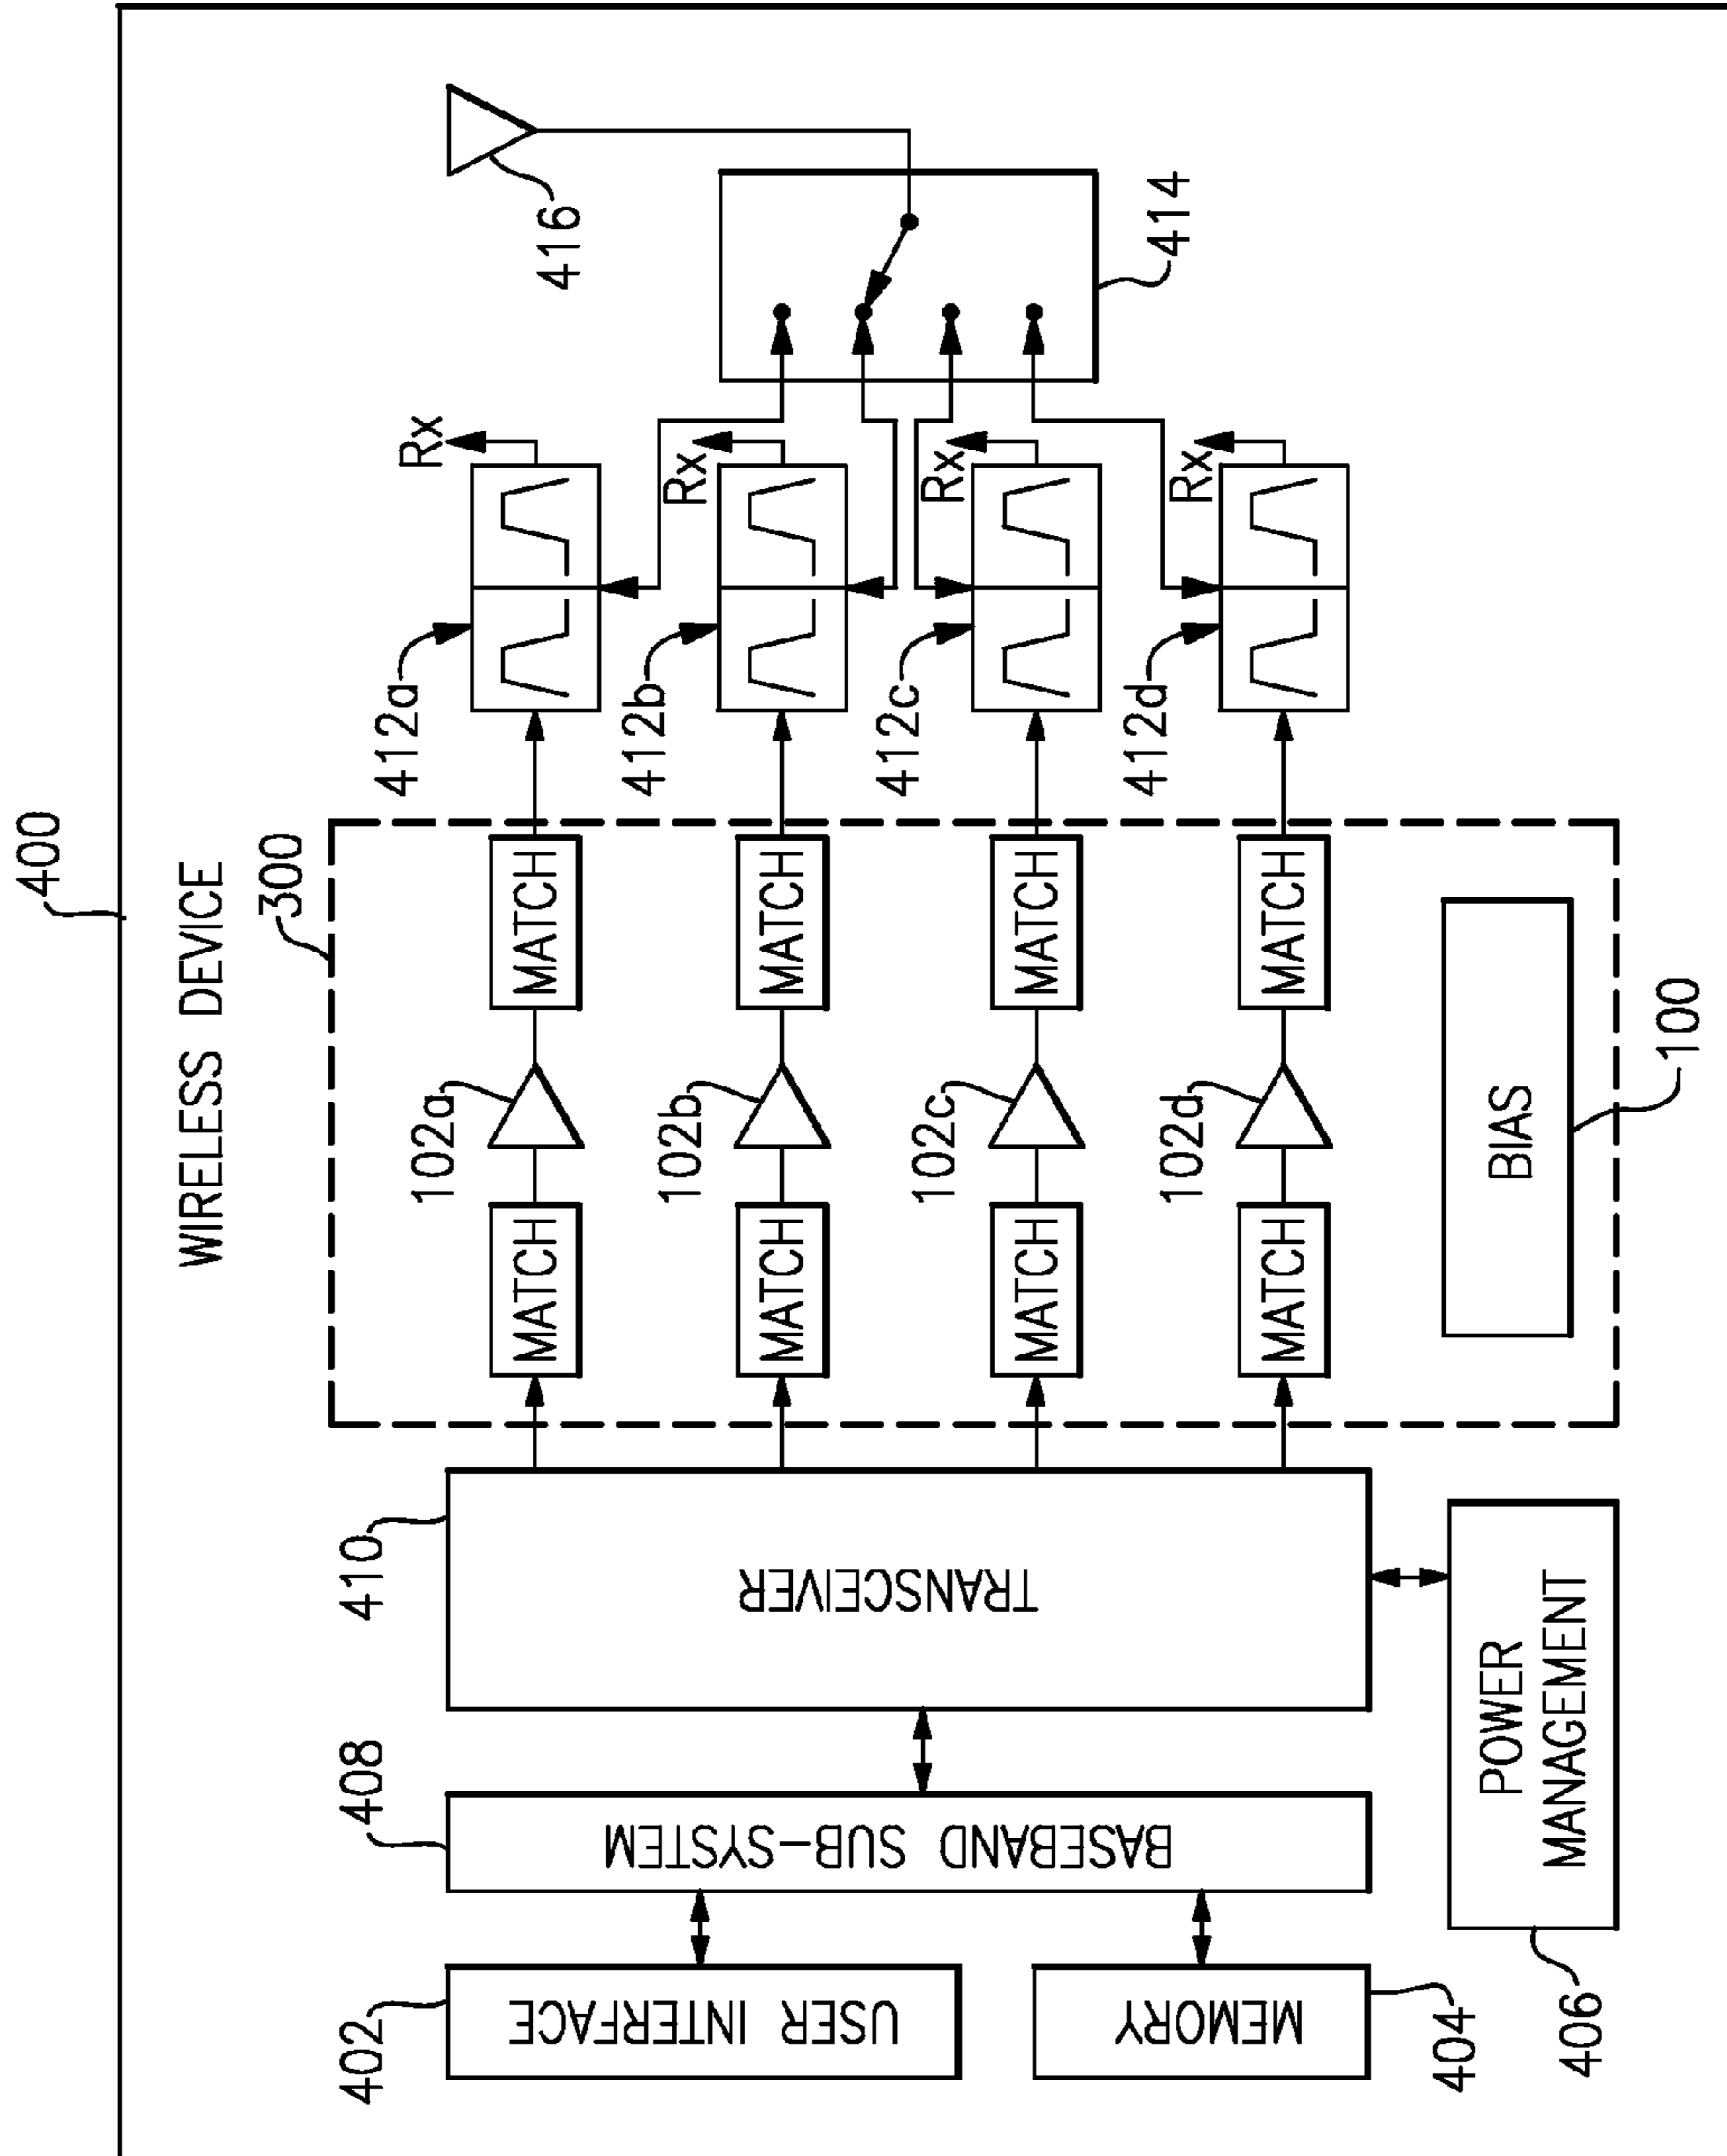 400
WIRELESS DEVICE
300
402
USER INTERFACE
404
MEMORY
408
BASEBAND SUB-SYSTEM
410
TRANSCEIVER
406
POWER
MANAGEMENT
MATCH
102a
MATCH
412a
Rx
MATCH
102b
MATCH
412b
Rx
MATCH
102c
MATCH
412c
Rx
MATCH
102d
MATCH
412d
Rx
BIAS
100
414
416